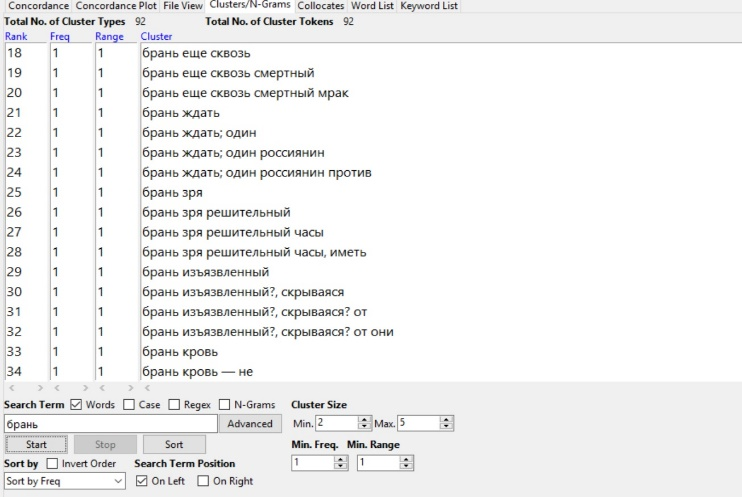 Concordance Concordance Plot File View Clusters/N-Grams Collocates Word List Keyword List
Total No. of Cluster Types 92 Total No. of Cluster Tokens 92
Rank Freq Range Cluster
18 1 1 брань еще сквозь
19 1 1 брань еще сквозь смертный
20 1 1 брань еще сквозь смертный мрак
21 1 1 брань ждать
22 1 1 брань ждать; один
23 1 1 брань ждать; один россиянин
24 1 1 брань ждать; один россиянин против
25 1 1 брань зря
26 1 1 брань зря решительный
27 1 1 брань зря решительный часы
28 1 1 брань зря решительный часы, иметь
29 1 1 брань изъязвленный
30 1 1 брань изъязвленный?, скрываяся
31 1 1 брань изъязвленный?, скрываяся? от
32 1 1 брань изъязвленный?, скрываяся? от они
33 1 1 брань кровь
34 1 1 брань кровь — не
Search Term Words Case Regex N-Grams Cluster Size
брань Advanced Min. 2 Max. 5
Start Stop Sort Min. Freq. Min. Range
Sort by Invert Order Search Term Position 1 1
Sort by Freq On Left On Right